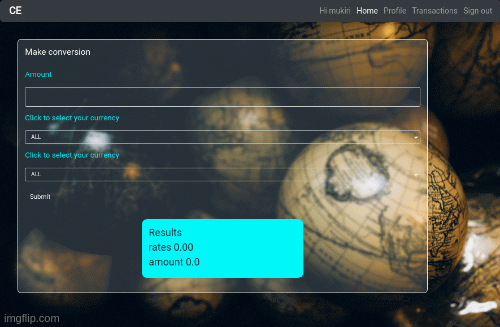 CE
Hi mukiri Home Profile Transactions Sign out
Make conversion
Amount
Click to select your currency
ALL
Click to select your currency
ALL
Submit
Results
rates 0.00
amount 0.0
imgflip.com